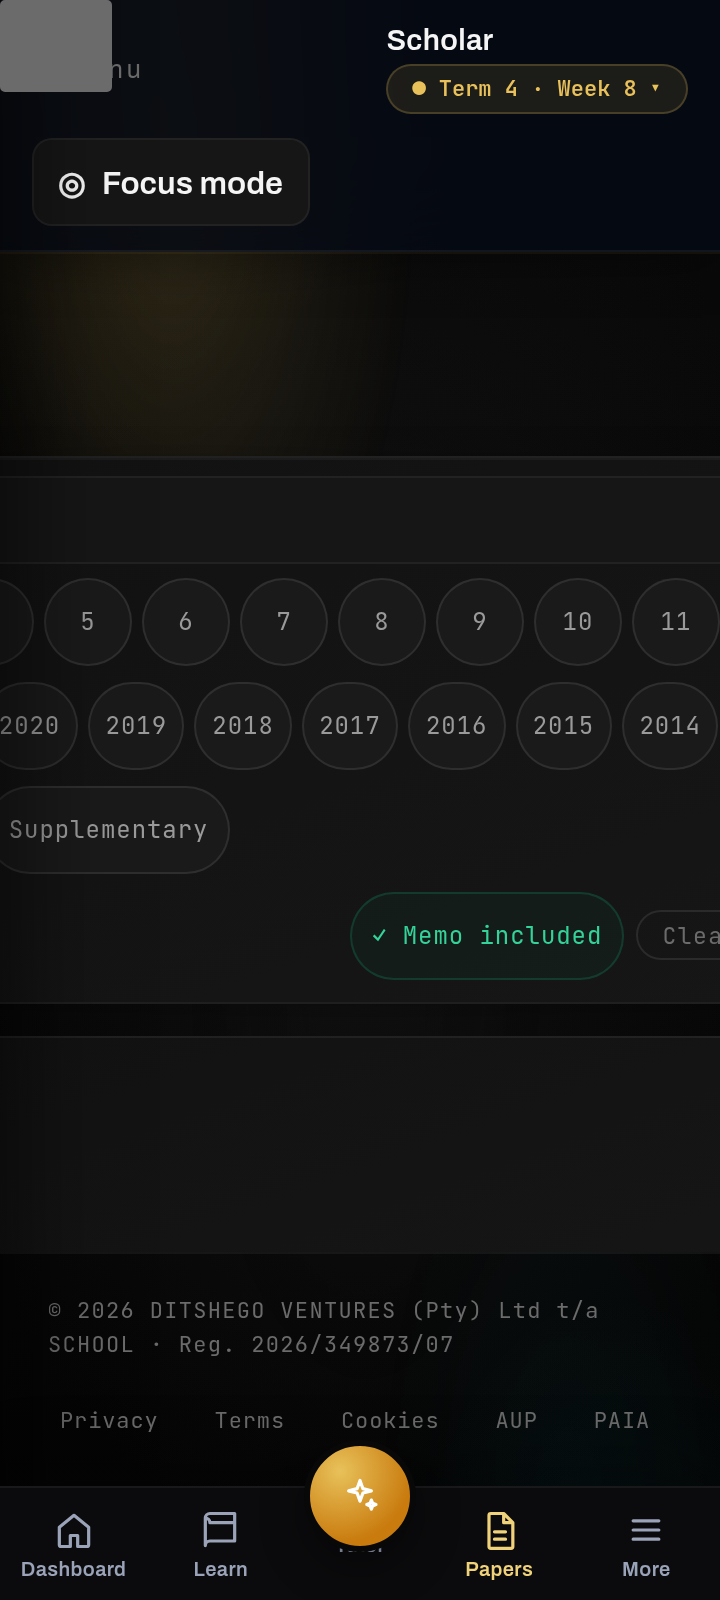 Scholar
Term 4 · Week 8 ▾
Focus mode
5 6 7 8 9 10 11
2020 2019 2018 2017 2016 2015 2014
Supplementary
✓ Memo included
© 2026 DITSHEGO VENTURES (Pty) Ltd t/a
SCHOOL · Reg. 2026/349873/07
Privacy Terms Cookies AUP PAIA
Dashboard Learn Papers More